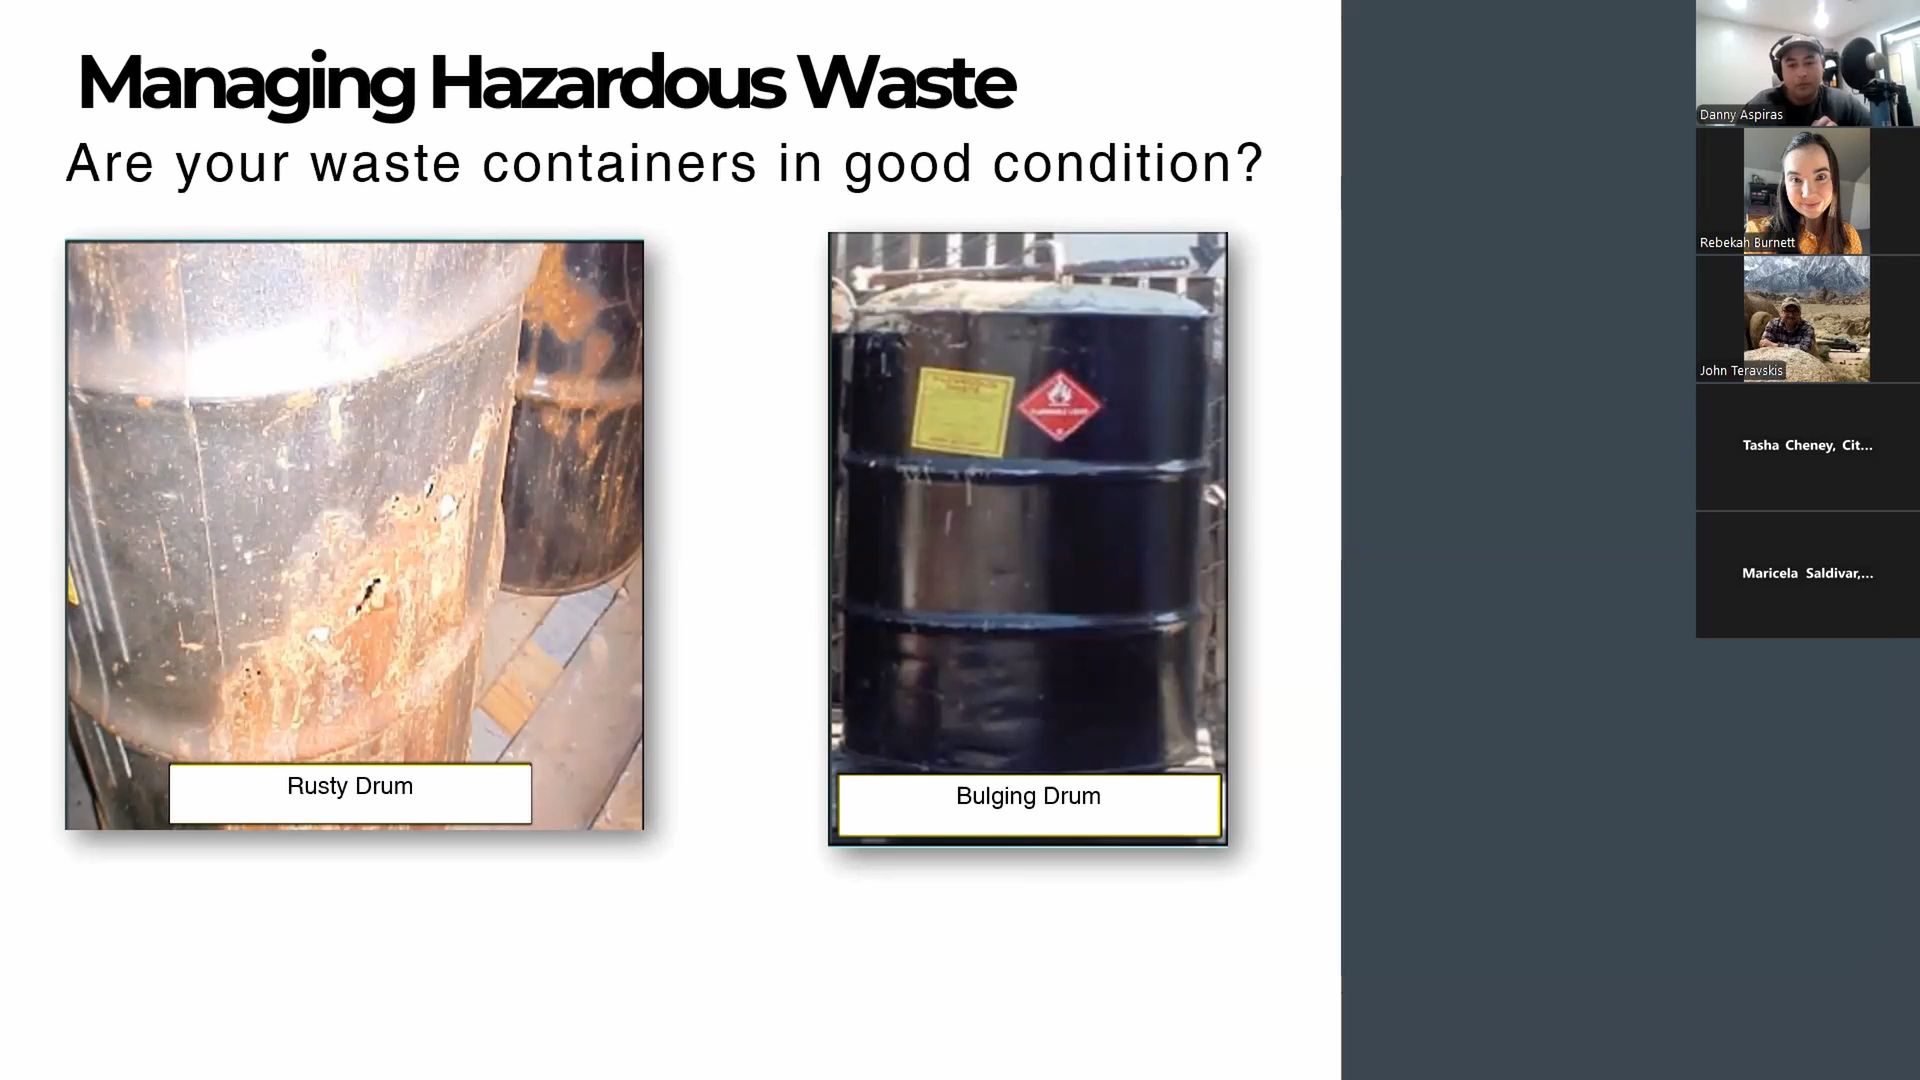 Managing Hazardous Waste
Are your waste containers in good condition?
Rusty Drum
Bulging Drum
Danny Aspiras
Rebekah Burnett
John Teravskis
Tasha Cheney, Cit...
Maricela Saldivar,...